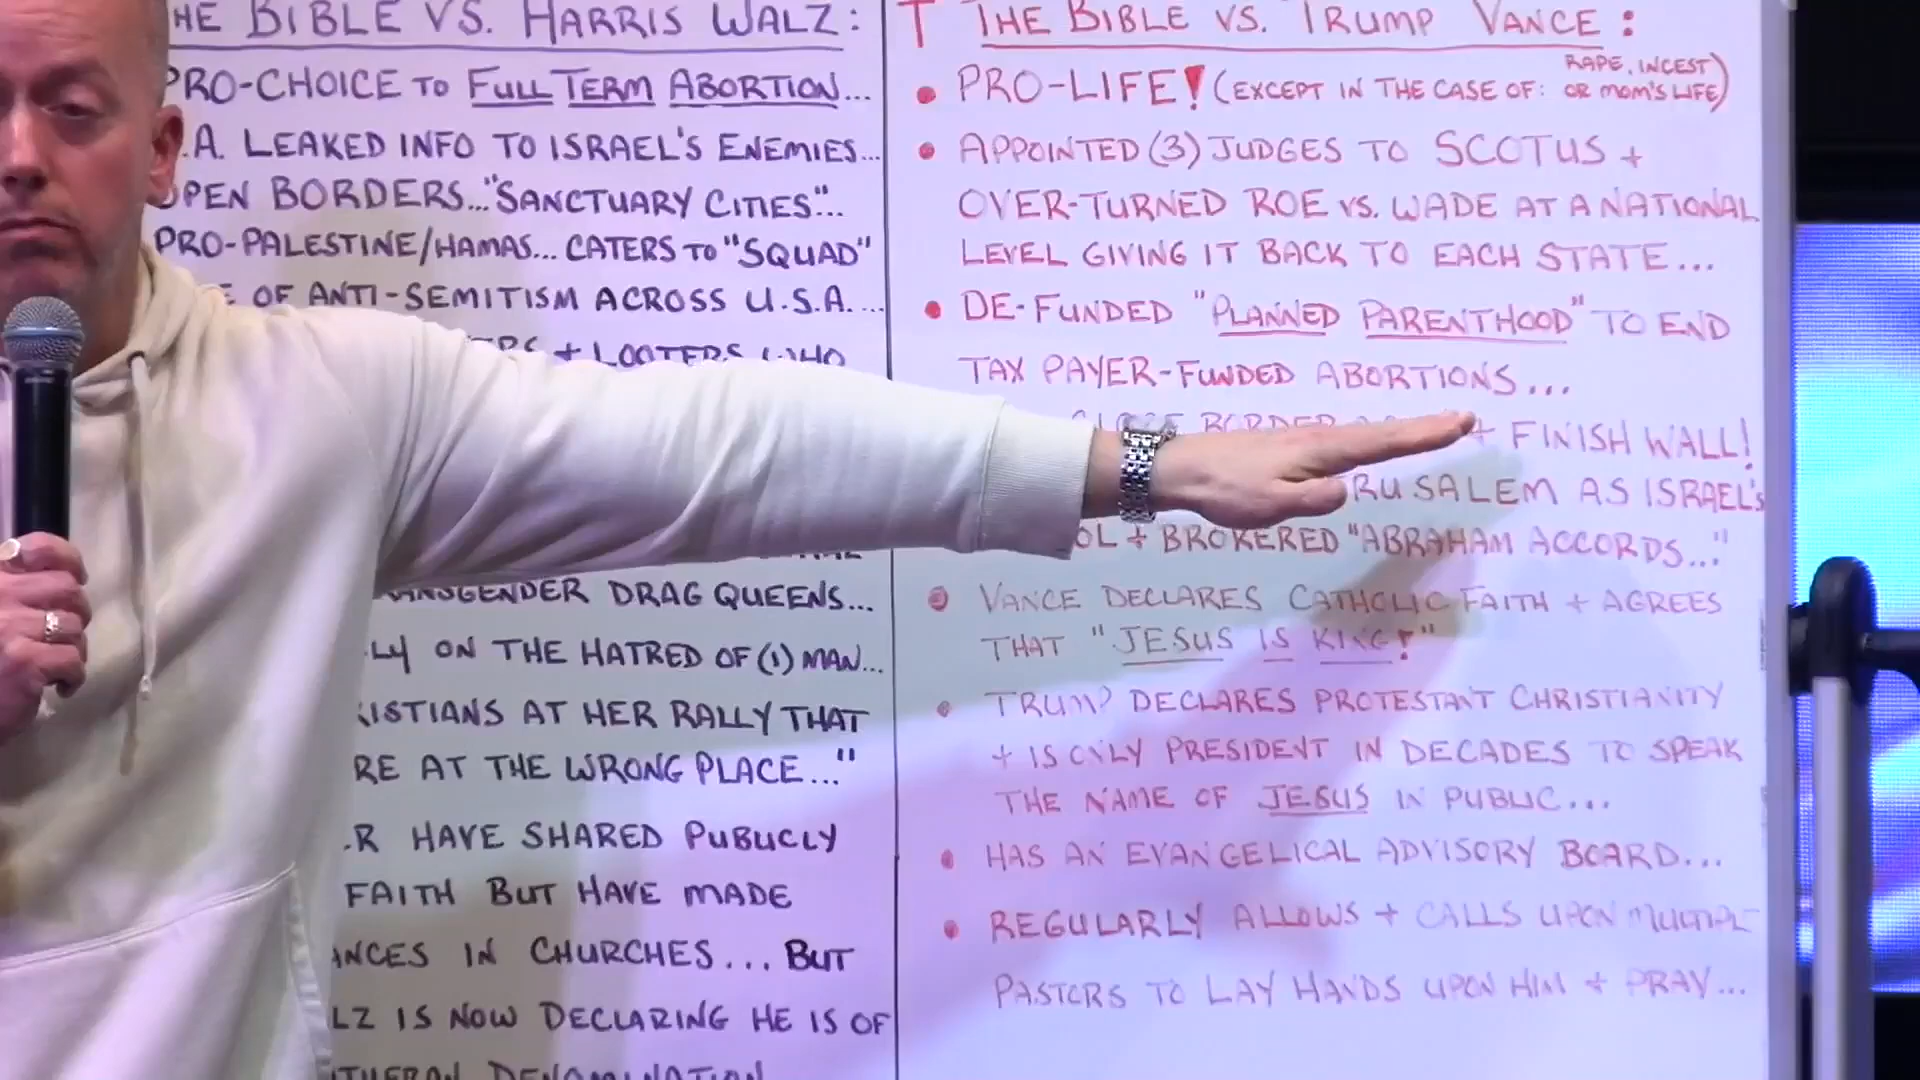 HE BIBLE VS. HARRIS WALZ:
PRO-CHOICE TO FULL TERM ABORTION...
.A. LEAKED INFO TO ISRAEL'S ENEMIES...
OPEN BORDERS..."SANCTUARY CITIES"...
PRO-PALESTINE/HAMAS... CATERS TO "SQUAD"
OF ANTI-SEMITISM ACROSS U.S.A....
+ LOOTERS WHO
DRAG QUEENS...
LY ON THE HATRED OF (1) MAN...
ISTIANS AT HER RALLY THAT
RE AT THE WRONG PLACE..."
R HAVE SHARED PUBLICLY
FAITH BUT HAVE MADE
ANCES IN CHURCHES... BUT
LZ IS NOW DECLARING HE IS OF
DENOMINATION
THE BIBLE VS. TRUMP VANCE:
• PRO-LIFE! (EXCEPT IN THE CASE OF: RAPE, INCEST OR MOM'S LIFE)
• APPOINTED (3) JUDGES TO SCOTUS +
OVER-TURNED ROE VS. WADE AT A NATIONAL
LEVEL GIVING IT BACK TO EACH STATE...
• DE-FUNDED "PLANNED PARENTHOOD" TO END
TAX PAYER-FUNDED ABORTIONS...
BORDER + FINISH WALL!
RUSALEM AS ISRAEL'S
OL + BROKERED "ABRAHAM ACCORDS..."
• VANCE DECLARES CATHOLIC FAITH + AGREES
THAT "JESUS IS KING!"
• TRUMP DECLARES PROTESTANT CHRISTIANITY
+ IS ONLY PRESIDENT IN DECADES TO SPEAK
THE NAME OF JESUS IN PUBLIC...
• HAS AN EVANGELICAL ADVISORY BOARD...
• REGULARLY ALLOWS + CALLS UPON MULTIPLE
PASTORS TO LAY HANDS UPON HIM + PRAY...